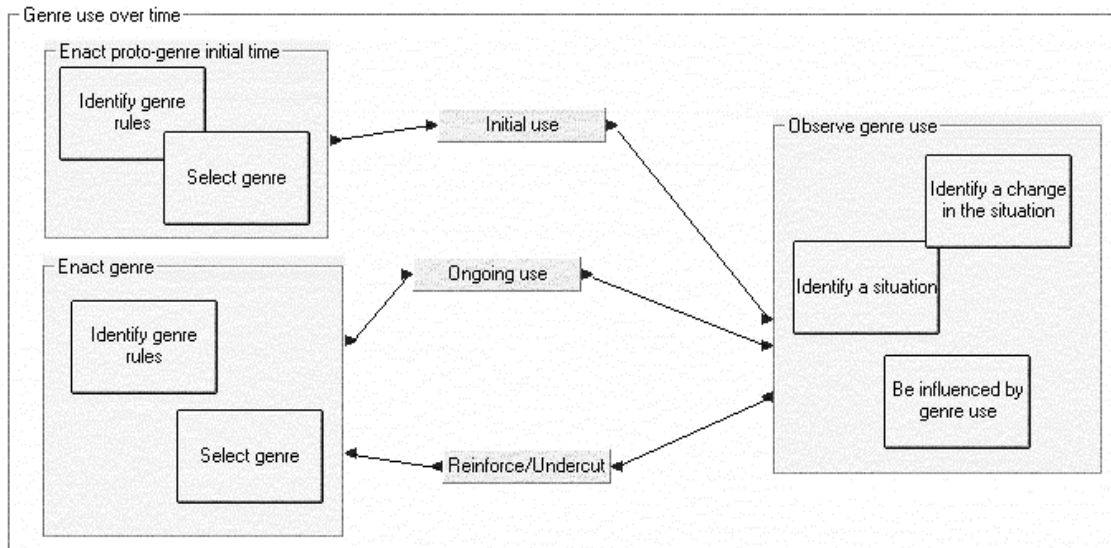 Genre use over time
Enact proto-genre initial time
Identify genre
rules
Select genre
Initial use
Observe genre use
Identify a change
in the situation
Identify a situation
Be influenced by
genre use
Enact genre
Identify genre
rules
Select genre
Ongoing use
Reinforce/Undercut